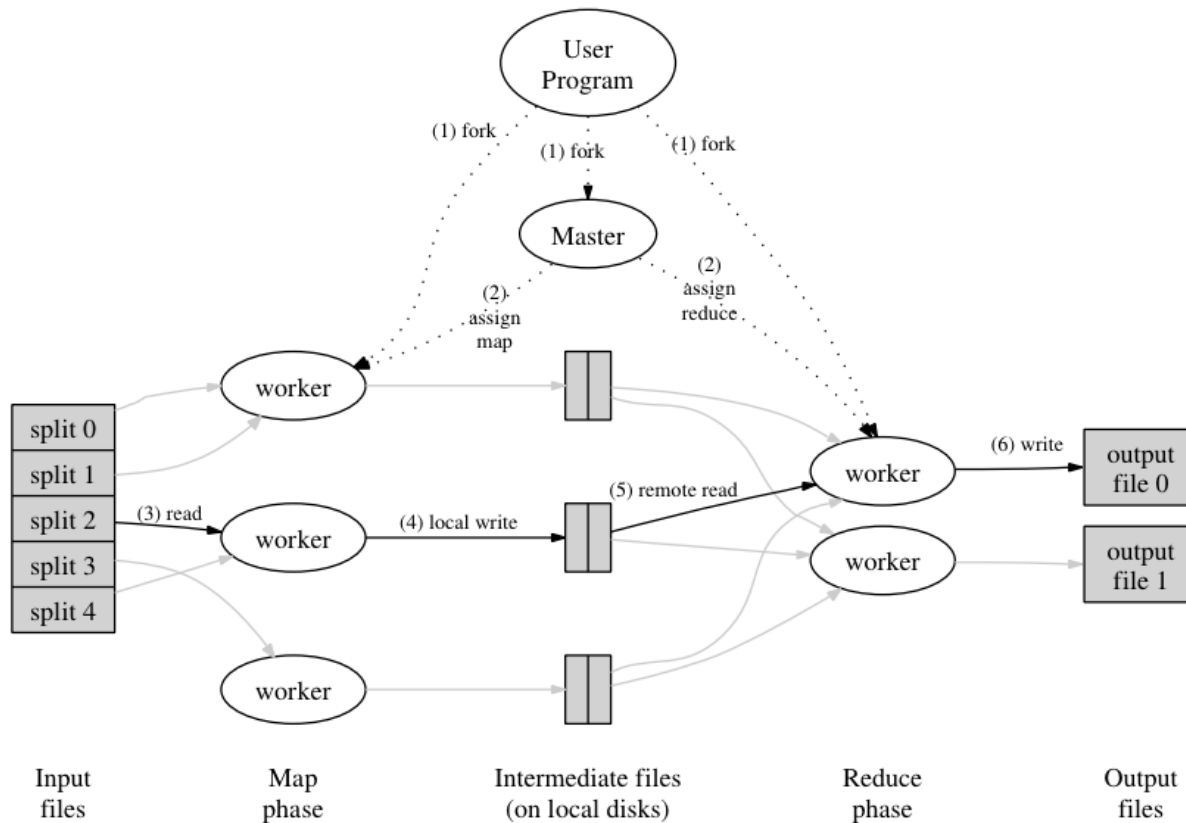 User
Program
(1) fork
(1) fork
(1) fork
Master
(2)
assign
map
(2)
assign
reduce
worker
split 0
split 1
split 2
split 3
split 4
(3) read
worker
(4) local write
worker
(5) remote read
worker
(6) write
output
file 0
worker
output
file 1
Input
files
Map
phase
Intermediate files
(on local disks)
Reduce
phase
Output
files